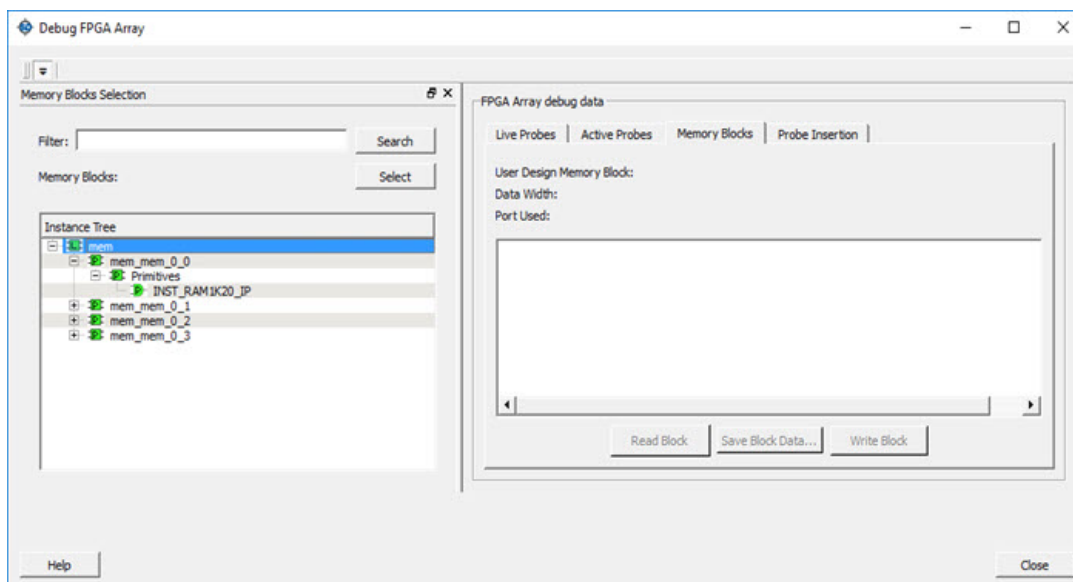 Debug FPGA Array
Memory Blocks Selection
Filter:
Search
Memory Blocks:
Select
Instance Tree
mem
mem_mem_0_0
Primitives
INST_RAM1K20_IP
mem_mem_0_1
mem_mem_0_2
mem_mem_0_3
FPGA Array debug data
Live Probes Active Probes Memory Blocks Probe Insertion
User Design Memory Block:
Data Width:
Port Used:
Read Block Save Block Data... Write Block
Help Close